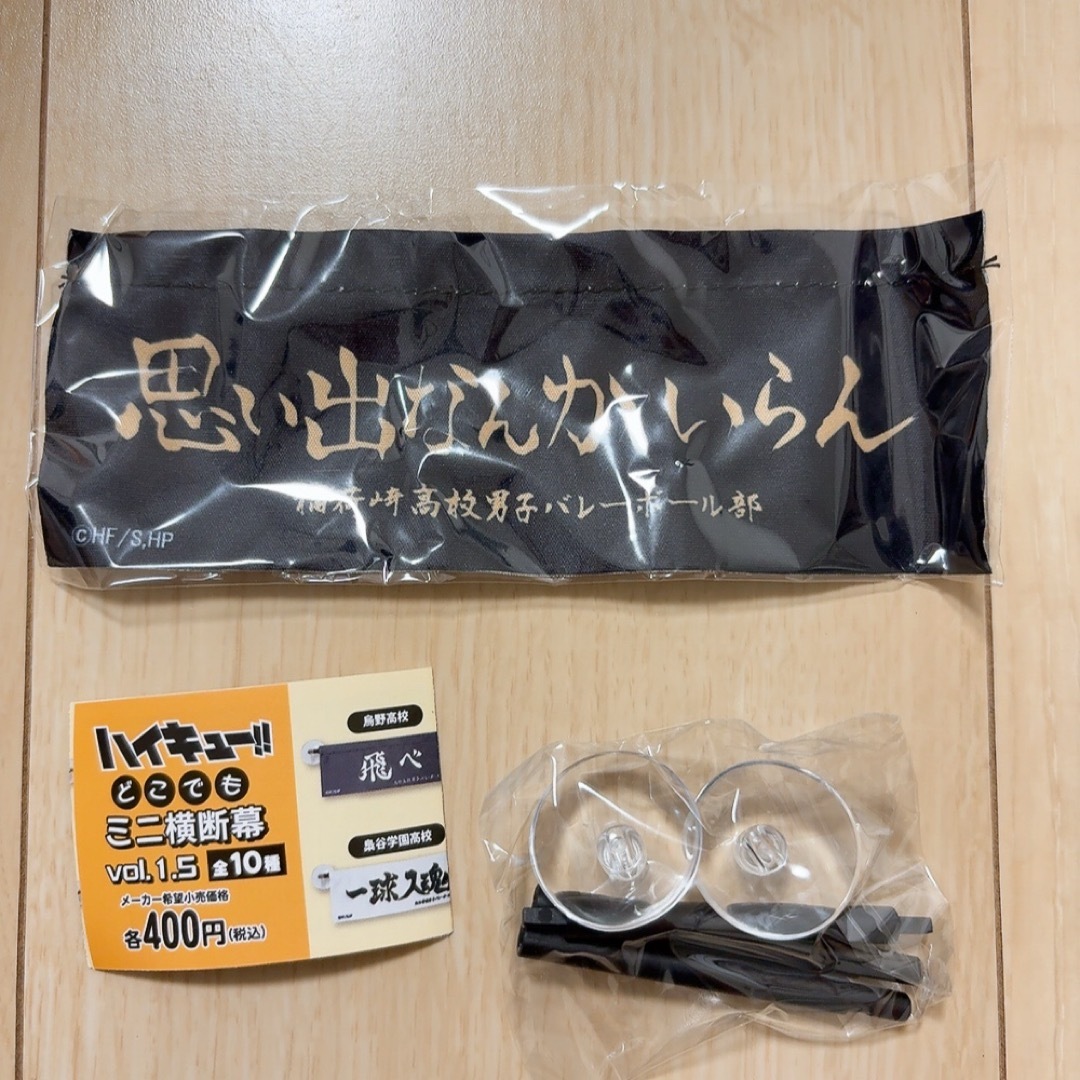 思い出なんかいらん
稲荷崎高校男子バレーボール部
©HF/S,HP
ハイキュー!!
どこでも
ミニ横断幕
vol.1.5 全10種
メーカー希望小売価格
各400円(税込)
烏野高校
飛べ
梟谷学園高校
一球入魂